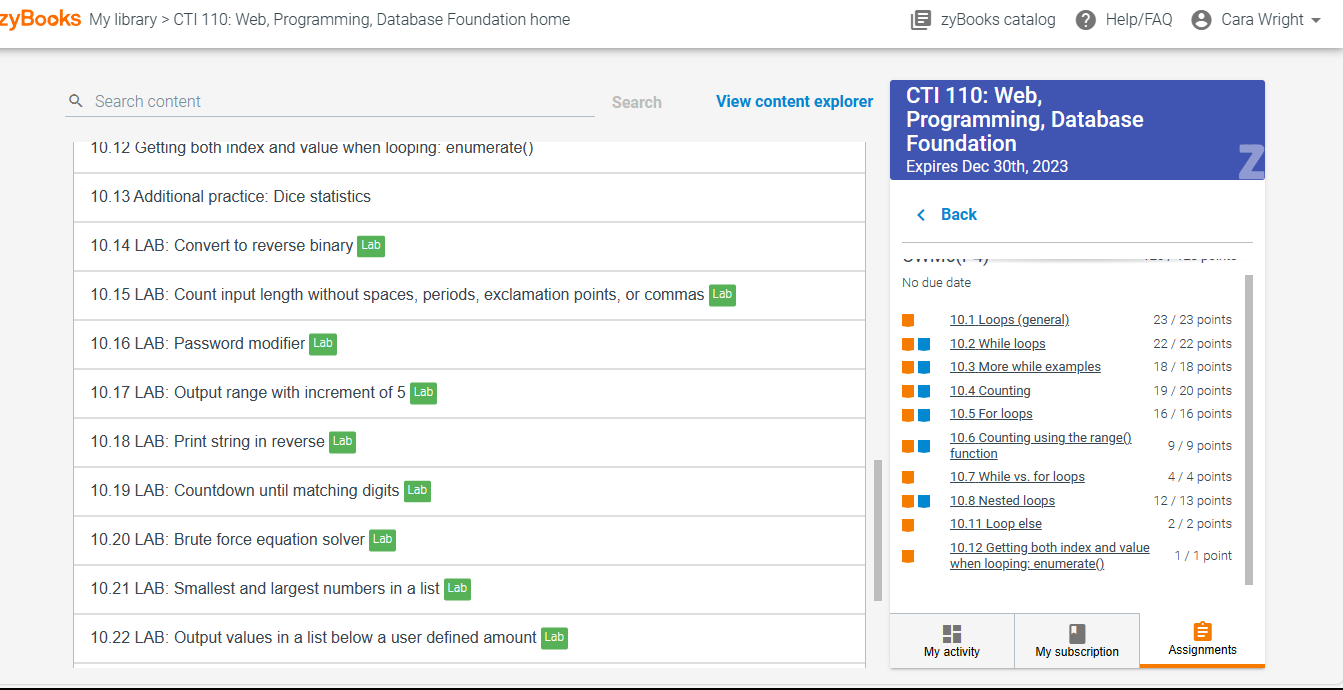 zyBooks My library > CTI 110: Web, Programming, Database Foundation home
zyBooks catalog
Help/FAQ
Cara Wright
Search content
Search
View content explorer
10.12 Getting both index and value when looping: enumerate()
10.13 Additional practice: Dice statistics
10.14 LAB: Convert to reverse binary Lab
10.15 LAB: Count input length without spaces, periods, exclamation points, or commas Lab
10.16 LAB: Password modifier Lab
10.17 LAB: Output range with increment of 5 Lab
10.18 LAB: Print string in reverse Lab
10.19 LAB: Countdown until matching digits Lab
10.20 LAB: Brute force equation solver Lab
10.21 LAB: Smallest and largest numbers in a list Lab
10.22 LAB: Output values in a list below a user defined amount Lab
CTI 110: Web,
Programming, Database
Foundation
Expires Dec 30th, 2023
Z
Back
No due date
10.1 Loops (general) 23 / 23 points
10.2 While loops 22 / 22 points
10.3 More while examples 18 / 18 points
10.4 Counting 19 / 20 points
10.5 For loops 16 / 16 points
10.6 Counting using the range()
function 9 / 9 points
10.7 While vs. for loops 4 / 4 points
10.8 Nested loops 12 / 13 points
10.11 Loop else 2 / 2 points
10.12 Getting both index and value
when looping: enumerate() 1 / 1 point
My activity
My subscription
Assignments